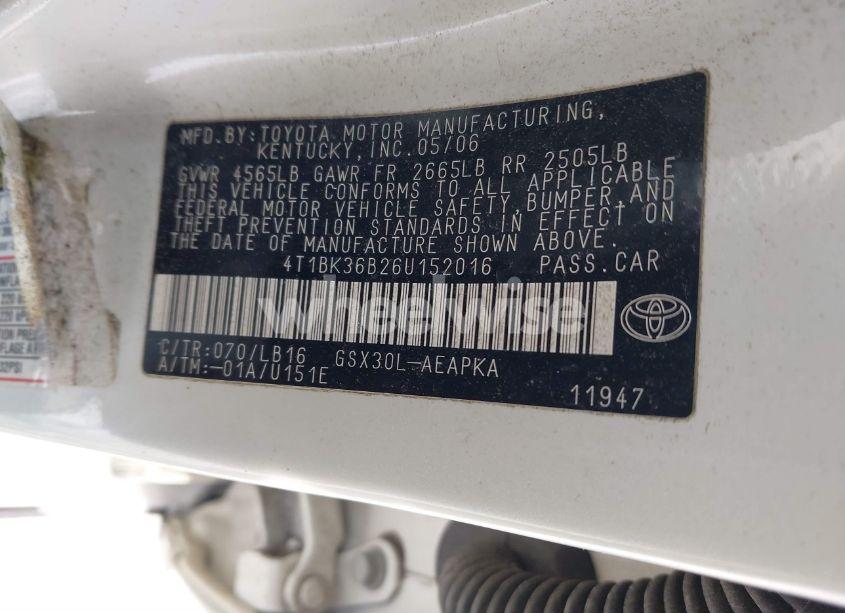 MFD. BY: TOYOTA MOTOR MANUFACTURING,
KENTUCKY, INC. 05/06
GVWR 4565LB GAWR FR 2665LB RR 2505LB
THIS VEHICLE CONFORMS TO ALL APPLICABLE
FEDERAL MOTOR VEHICLE SAFETY, BUMPER, AND
THEFT PREVENTION STANDARDS IN EFFECT ON
THE DATE OF MANUFACTURE SHOWN ABOVE.
4T1BK36B26U152016 PASS. CAR
wheelwise
C/TR: 070/LB16 GSX30L-AEAPKA
A/TM: -01A/U151E
11947